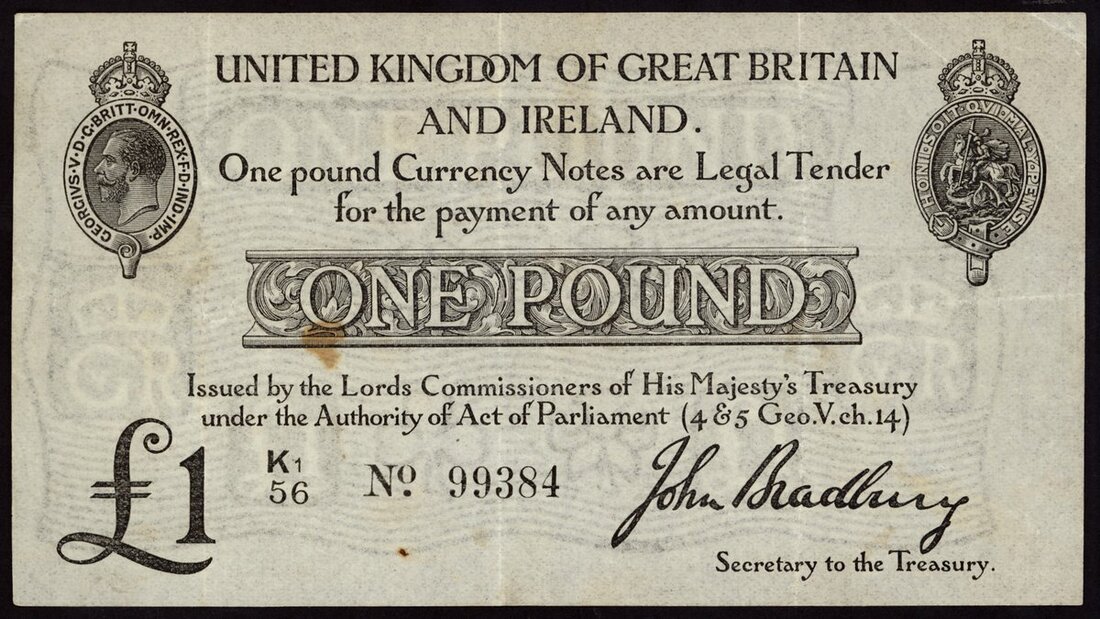 UNITED KINGDOM OF GREAT BRITAIN
AND IRELAND.
One pound Currency Notes are Legal Tender
for the payment of any amount.
GEORGIVS·V·D·G·BRITT·OMN·REX·F·D·IND·IMP·
HONI·SOIT·QVI·MAL·Y·PENSE
ONE POUND
Issued by the Lords Commissioners of His Majesty's Treasury
under the Authority of Act of Parliament (4 & 5 Geo.V.ch.14)
£1
K1
56
No 99384
John Bradbury
Secretary to the Treasury.
GR
GR